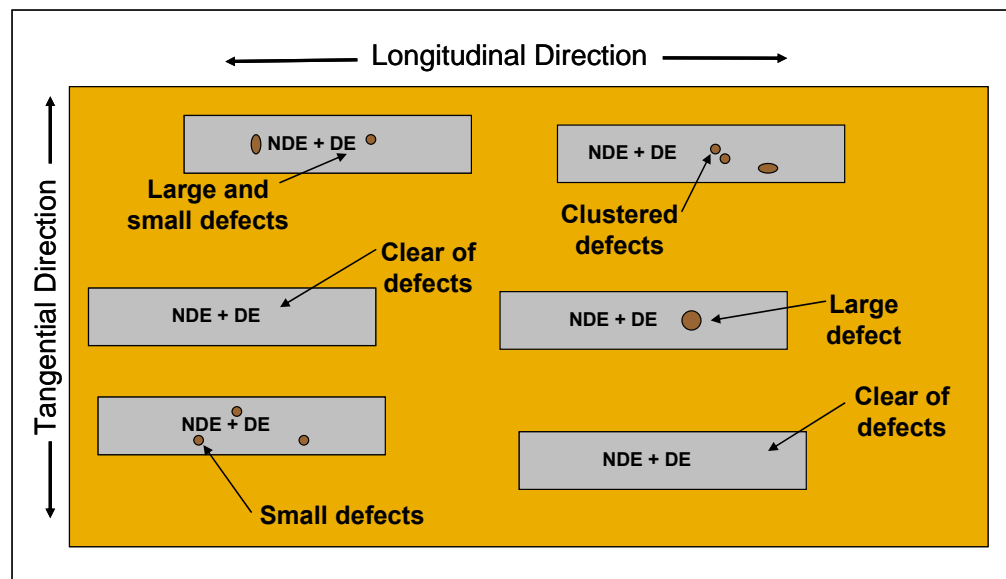 Longitudinal Direction
Tangential Direction
NDE + DE
NDE + DE
Large and
small defects
Clustered
defects
Clear of
defects
NDE + DE
NDE + DE
Large
defect
NDE + DE
Clear of
defects
NDE + DE
Small defects